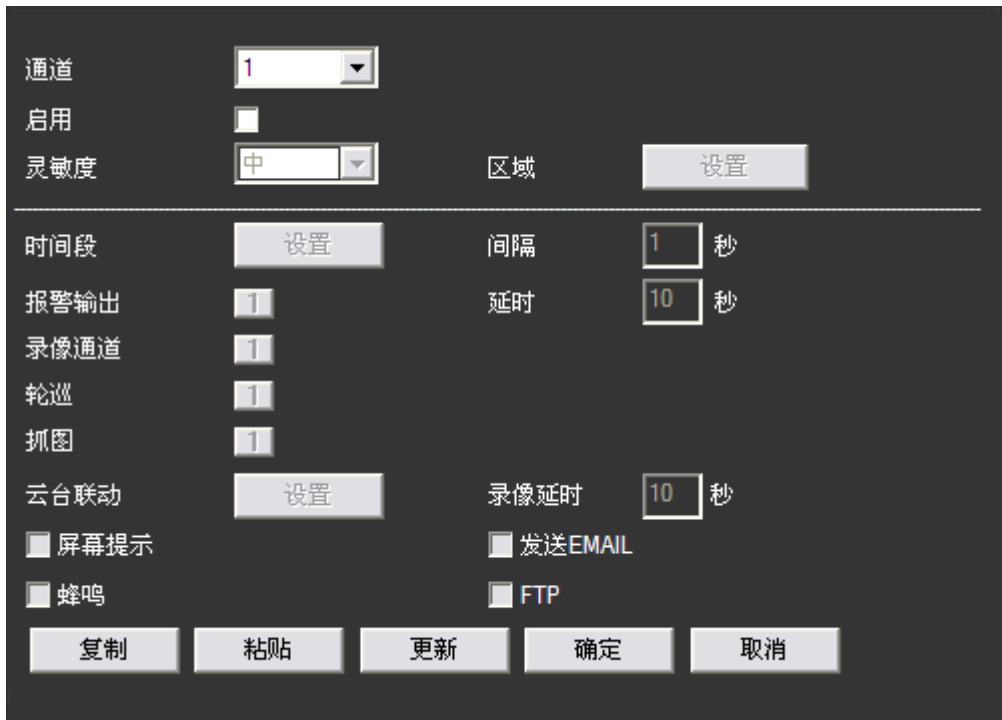 通道 1
启用
灵敏度 中 区域 设置
时间段 设置 间隔 1 秒
报警输出 1 延时 10 秒
录像通道 1
轮巡 1
抓图 1
云台联动 设置 录像延时 10 秒
屏幕提示 发送EMAIL
蜂鸣 FTP
复制 粘贴 更新 确定 取消